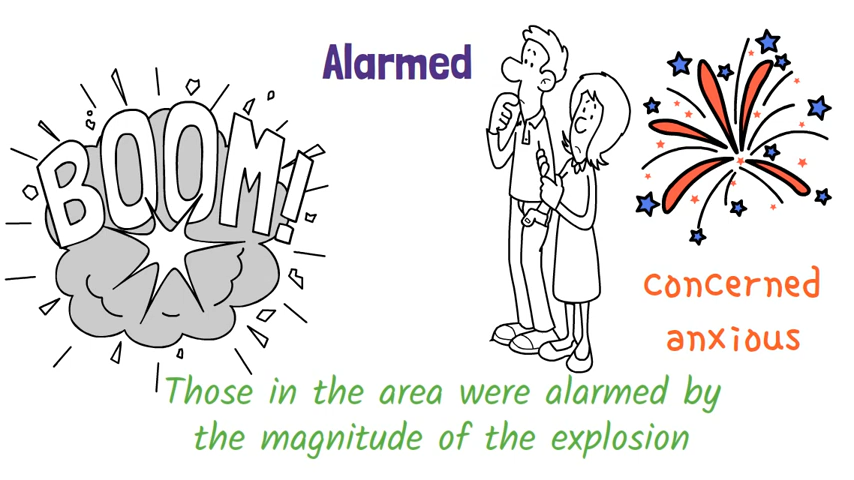 Alarmed
BOOM!
concerned
anxious
Those in the area were alarmed by
the magnitude of the explosion